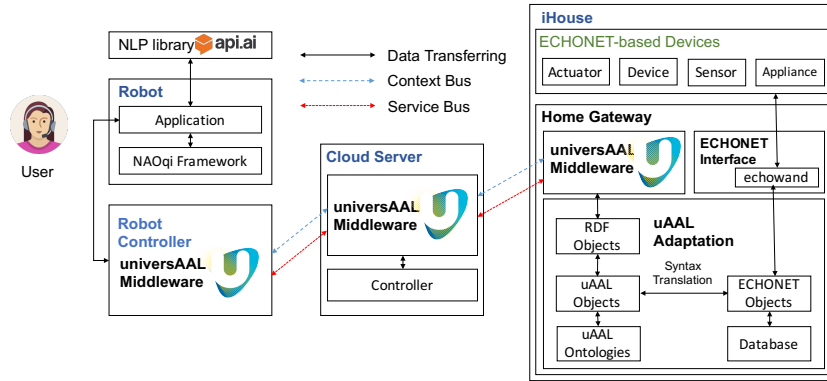 NLP library api.ai
Robot
Application
NAOqi Framework
User
Robot
Controller
universAAL
Middleware
Data Transferring
Context Bus
Service Bus
Cloud Server
universAAL
Middleware
Controller
iHouse
ECHONET-based Devices
Actuator
Device
Sensor
Appliance
Home Gateway
universAAL
Middleware
ECHONET
Interface
echowand
uAAL
Adaptation
RDF
Objects
Syntax
Translation
uAAL
Objects
ECHONET
Objects
uAAL
Ontologies
Database